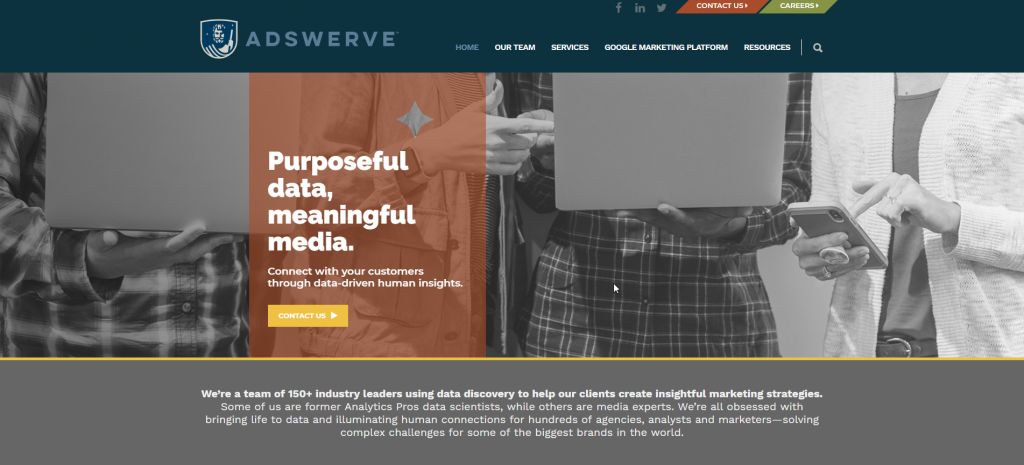 CONTACT US
CAREERS
ADSWERVE
HOME
OUR TEAM
SERVICES
GOOGLE MARKETING PLATFORM
RESOURCES
Purposeful
data,
meaningful
media.
Connect with your customers
through data-driven human insights.
CONTACT US
We're a team of 150+ industry leaders using data discovery to help our clients create insightful marketing strategies.
Some of us are former Analytics Pros data scientists, while others are media experts. We're all obsessed with
bringing life to data and illuminating human connections for hundreds of agencies, analysts and marketers—solving
complex challenges for some of the biggest brands in the world.